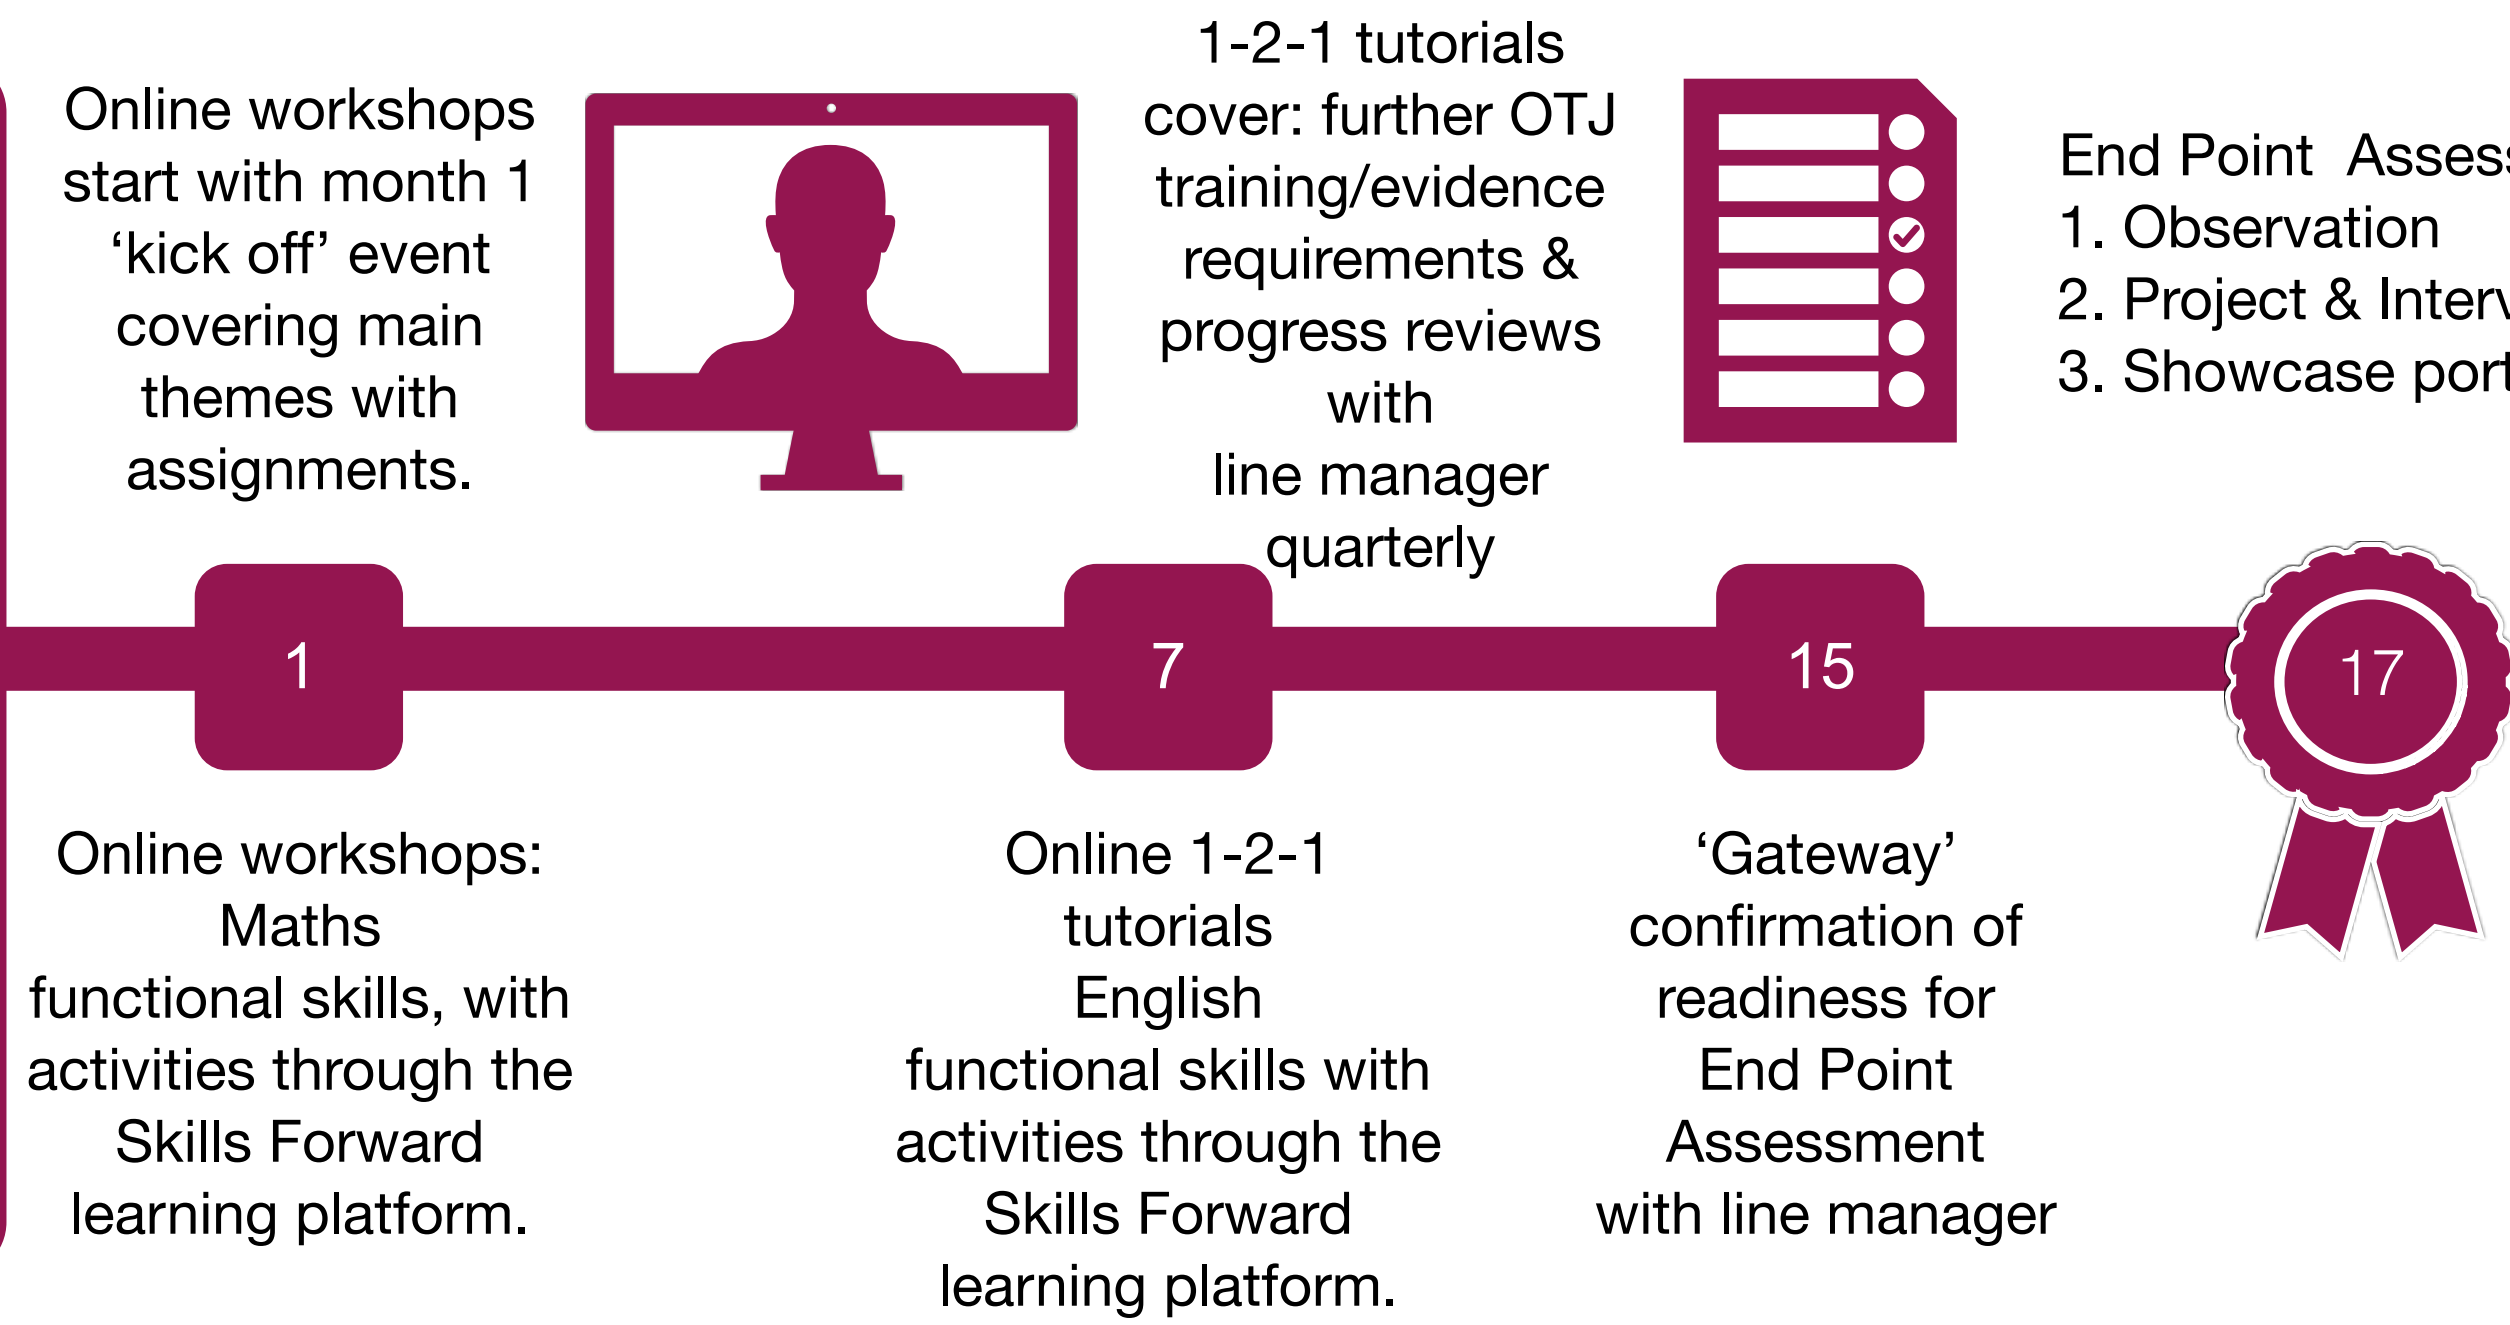 Online workshops
start with month 1
‘kick off’ event
covering main
themes with
assignments.
1-2-1 tutorials
cover: further OTJ
training/evidence
requirements &
progress reviews
with
line manager
quarterly
End Point
1. Observation
2. Project &
3. Showcase
1
7
15
17
Online workshops:
Maths
functional skills, with
activities through the
Skills Forward
learning platform.
Online 1-2-1
tutorials
English
functional skills with
activities through the
Skills Forward
learning platform.
‘Gateway’
confirmation of
readiness for
End Point
Assessment
with line manager